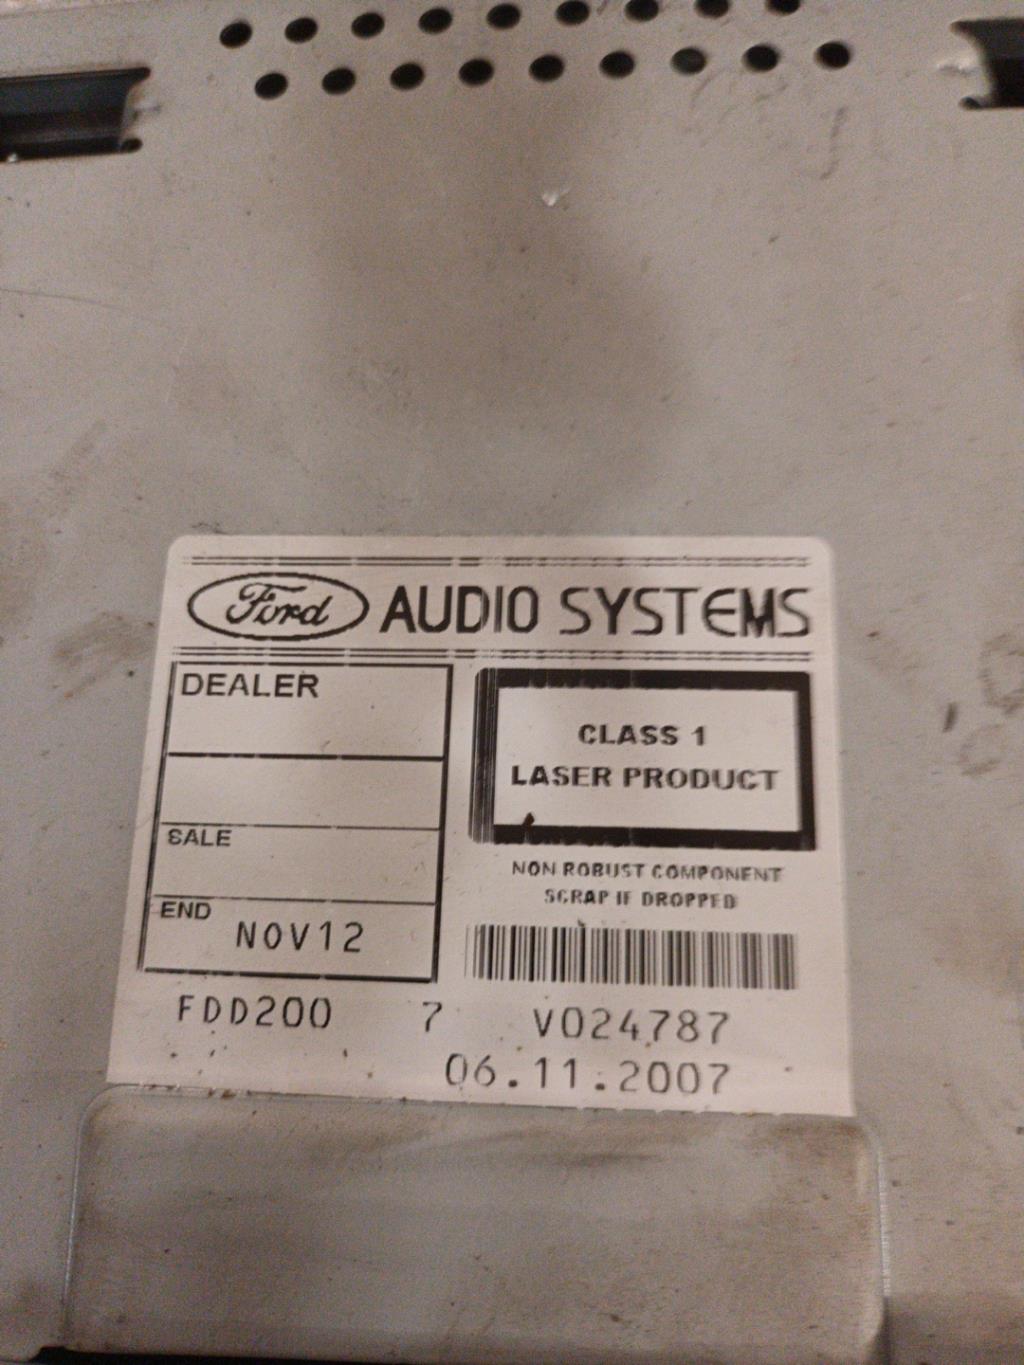 Ford AUDIO SYSTEMS
DEALER
SALE
END NOV12
CLASS 1
LASER PRODUCT
NON ROBUST COMPONENT
SCRAP IF DROPPED
FDD200 7 V024787
06.11.2007